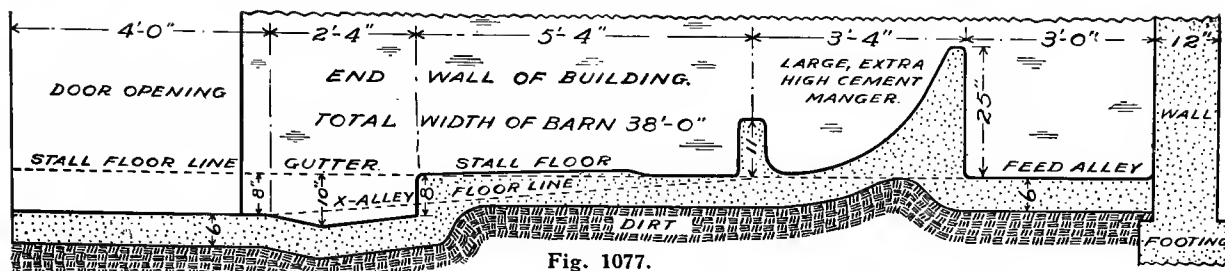 4'-0" 2'-4" 5'-4" 3'-4" 3'-0" 12"
END WALL OF BUILDING.
LARGE, EXTRA
HIGH CEMENT
MANGER.
DOOR OPENING
25"
TOTAL WIDTH OF BARN 38'-0"
WALL
11"
STALL FLOOR LINE GUTTER STALL FLOOR FEED ALLEY
8" 10" X-ALLEY 8" FLOOR LINE 6"
6" DIRT
FOOTING
Fig. 1077.